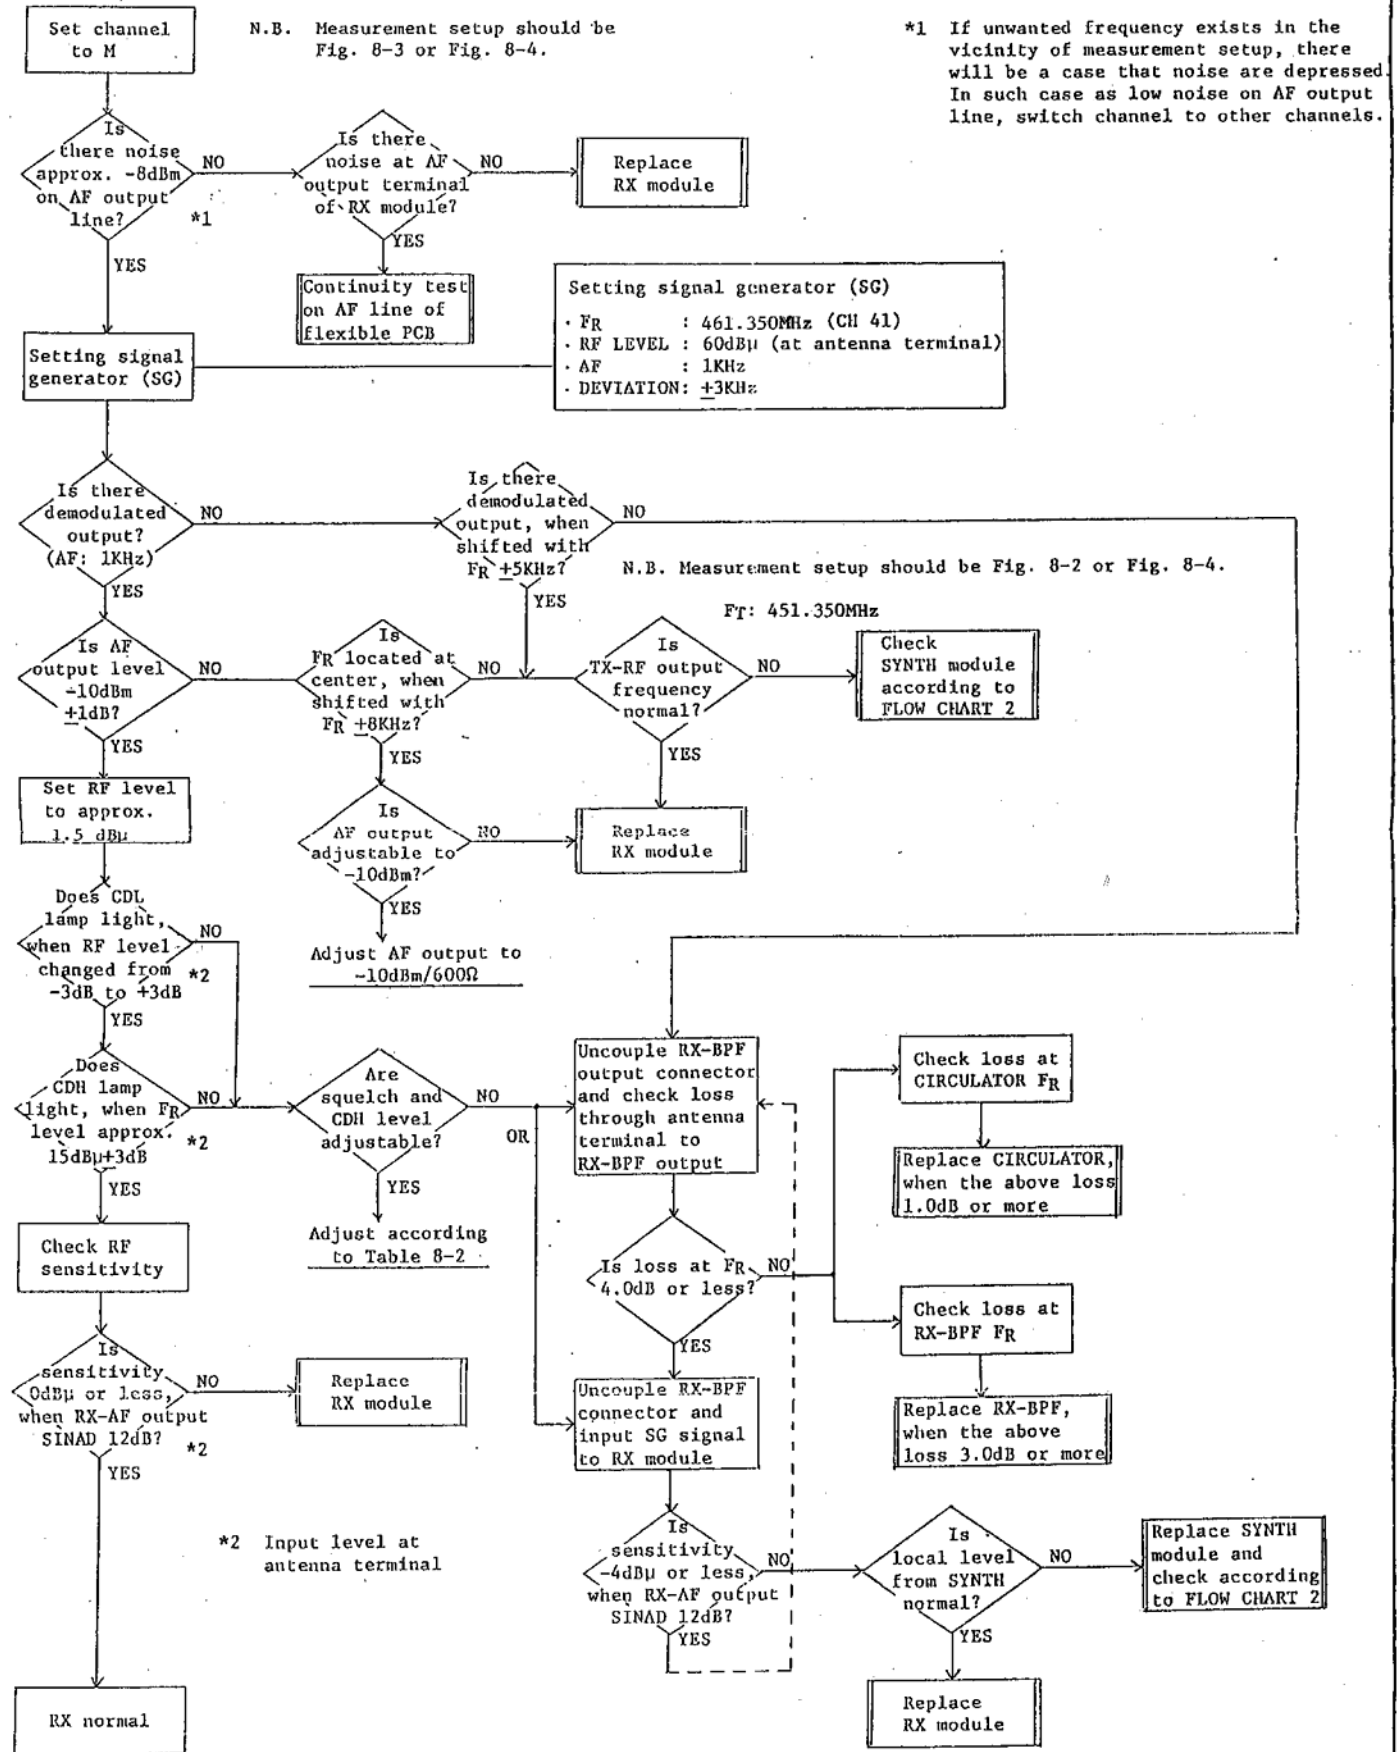 Set channel
to M
N.B. Measurement setup should be
Fig. 8-3 or Fig. 8-4.
*1 If unwanted frequency exists in the
vicinity of measurement setup, there
will be a case that noise are depressed.
In such case as low noise on AF output
line, switch channel to other channels.
Is
there noise
approx. -8dBm
on AF output
line?
*1
NO
YES
Is there
noise at AF
output terminal
of RX module?
NO
YES
Replace
RX module
Continuity test
on AF line of
flexible PCB
Setting signal
generator (SG)
Setting signal generator (SG)
· FR : 461.350MHz (CH 41)
· RF LEVEL : 60dBµ (at antenna terminal)
· AF : 1KHz
· DEVIATION: ±3KHz
Is there
demodulated
output?
(AF: 1KHz)
NO
YES
Is there
demodulated
output, when
shifted with
FR ±5KHz?
NO
YES
N.B. Measurement setup should be Fig. 8-2 or Fig. 8-4.
FT: 451.350MHz
Is AF
output level
-10dBm
±1dB?
NO
YES
Is
FR located at
center, when
shifted with
FR ±8KHz?
NO
YES
Is
TX-RF output
frequency
normal?
NO
YES
Check
SYNTH module
according to
FLOW CHART 2
Set RF level
to approx.
1.5 dBµ
Is
AF output
adjustable to
-10dBm?
NO
YES
Replace
RX module
Adjust AF output to
-10dBm/600Ω
Does CDL
lamp light,
when RF level
changed from
-3dB to +3dB
*2
NO
YES
Does
CDH lamp
light, when FR
level approx.
15dBµ±3dB
*2
NO
YES
Are
squelch and
CDH level
adjustable?
NO
OR
YES
Adjust according
to Table 8-2
Uncouple RX-BPF
output connector
and check loss
through antenna
terminal to
RX-BPF output
Check loss at
CIRCULATOR FR
Replace CIRCULATOR,
when the above loss
1.0dB or more
Check RF
sensitivity
Is loss at FR
4.0dB or less?
NO
YES
Check loss at
RX-BPF FR
Replace RX-BPF,
when the above
loss 3.0dB or more
Is
sensitivity
0dBµ or less,
when RX-AF output
SINAD 12dB?
*2
NO
YES
Replace
RX module
Uncouple RX-BPF
connector and
input SG signal
to RX module
*2 Input level at
antenna terminal
Is
sensitivity
-4dBµ or less,
when RX-AF output
SINAD 12dB?
NO
YES
Is
local level
from SYNTH
normal?
NO
YES
Replace SYNTH
module and
check according
to FLOW CHART 2
Replace
RX module
RX normal